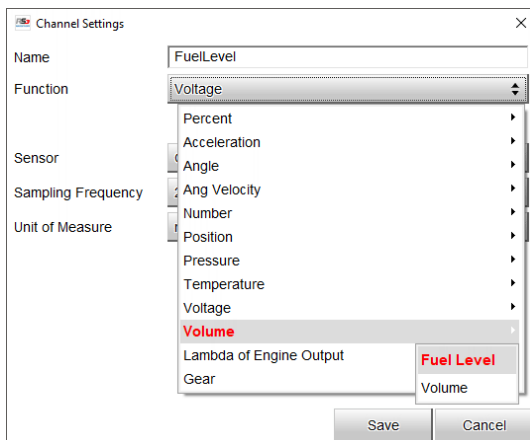 Channel Settings
Name
FuelLevel
Function
Voltage
Percent
Acceleration
Angle
Sensor
Sampling Frequency
Ang Velocity
Number
Unit of Measure
Position
Pressure
Temperature
Voltage
Volume
Lambda of Engine Output
Fuel Level
Gear
Volume
Save
Cancel